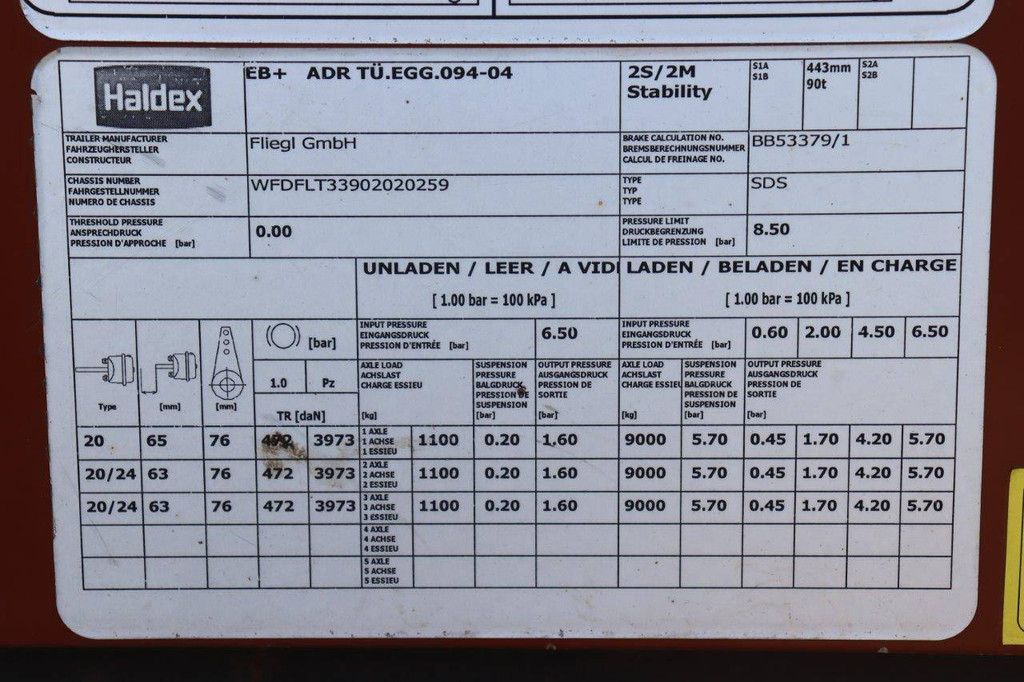 Haldex
EB+ ADR TÜ.EGG.094-04
2S/2M
Stability
S1A
S1B
443mm
90t
S2A
S2B
TRAILER MANUFACTURER
FAHRZEUGHERSTELLER
CONSTRUCTEUR
Fliegl GmbH
BRAKE CALCULATION NO.
BREMSBERECHNUNGSNUMMER
CALCUL DE FREINAGE NO.
BB53379/1
CHASSIS NUMBER
FAHRGESTELLNUMMER
NUMERO DE CHASSIS
WFDFLT33902020259
TYPE
TYP
TYPE
SDS
THRESHOLD PRESSURE
ANSPRECHDRUCK
PRESSION D'APPROCHE [bar]
0.00
PRESSURE LIMIT
DRUCKBEGRENZUNG
LIMITE DE PRESSION [bar]
8.50
UNLADEN / LEER / A VID
[ 1.00 bar = 100 kPa ]
LADEN / BELADEN / EN CHARGE
[ 1.00 bar = 100 kPa ]
Type
[mm]
[mm]
[bar]
1.0 Pz
TR [daN]
INPUT PRESSURE
EINGANGSDRUCK
PRESSION D'ENTRÉE [bar]
6.50
INPUT PRESSURE
EINGANGSDRUCK
PRESSION D'ENTRÉE [bar]
0.60 2.00 4.50 6.50
AXLE LOAD
ACHSLAST
CHARGE ESSIEU
[kg]
SUSPENSION
PRESSURE
BALGDRUCK
PRESSION DE
SUSPENSION
[bar]
OUTPUT PRESSURE
AUSGANGSDRUCK
PRESSION DE
SORTIE
[bar]
AXLE LOAD
ACHSLAST
CHARGE ESSIEU
[kg]
SUSPENSION
PRESSURE
BALGDRUCK
PRESSION DE
SUSPENSION
[bar]
OUTPUT PRESSURE
AUSGANGSDRUCK
PRESSION DE
SORTIE
[bar]
20 65 76 472 3973
1 AXLE
1 ACHSE
1 ESSIEU
1100 0.20 1.60 9000 5.70 0.45 1.70 4.20 5.70
20/24 63 76 472 3973
2 AXLE
2 ACHSE
2 ESSIEU
1100 0.20 1.60 9000 5.70 0.45 1.70 4.20 5.70
20/24 63 76 472 3973
3 AXLE
3 ACHSE
3 ESSIEU
1100 0.20 1.60 9000 5.70 0.45 1.70 4.20 5.70
4 AXLE
4 ACHSE
4 ESSIEU
5 AXLE
5 ACHSE
5 ESSIEU